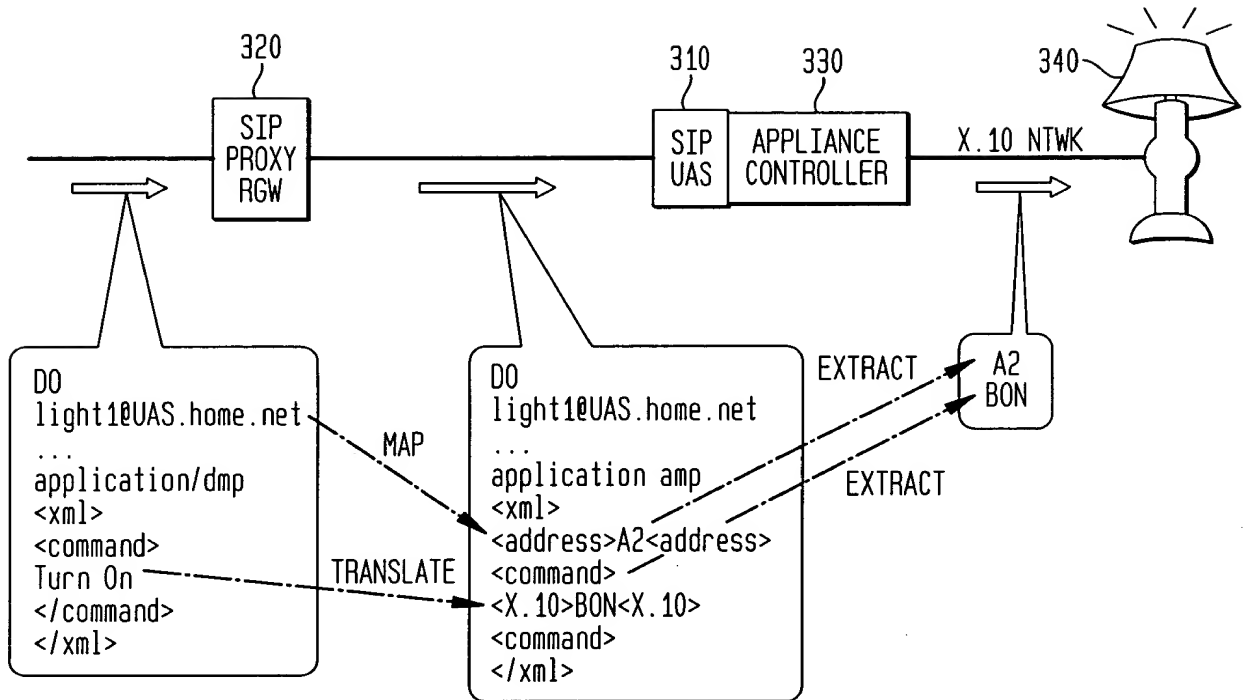 320
SIP
PROXY
RGW
310
330
SIP
UAS
APPLIANCE
CONTROLLER
X.10 NTWK
340
DO
light1@UAS.home.net
...
application/dmp
<xml>
<command>
Turn On
</command>
</xml>
MAP
TRANSLATE
DO
light1@UAS.home.net
...
application amp
<xml>
<address>A2<address>
<command>
<X.10>BON<X.10>
<command>
</xml>
EXTRACT
EXTRACT
A2
BON